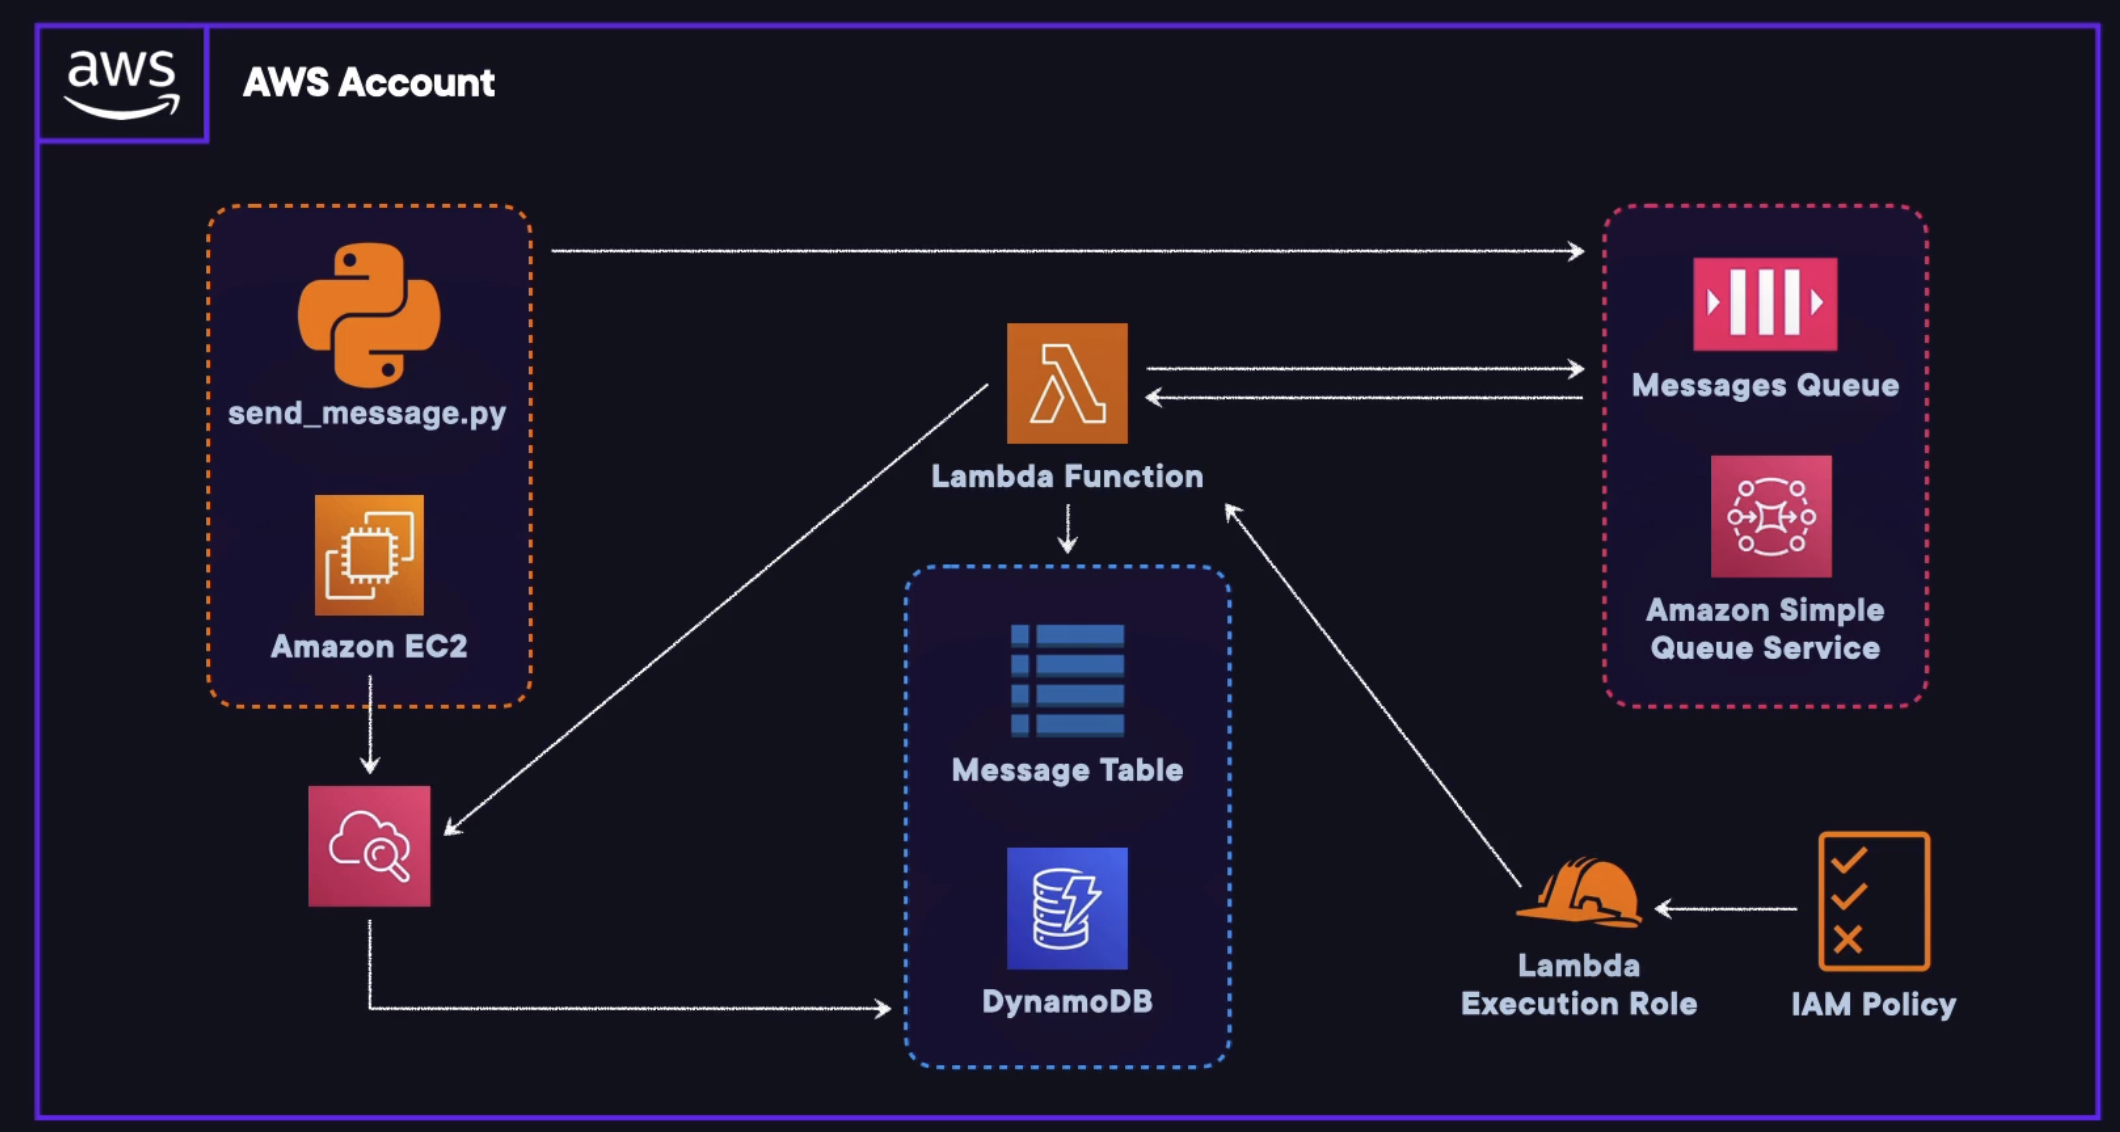 aws
AWS Account
send_message.py
Amazon EC2
Lambda Function
Messages Queue
Amazon Simple
Queue Service
Message Table
DynamoDB
Lambda
Execution Role
IAM Policy